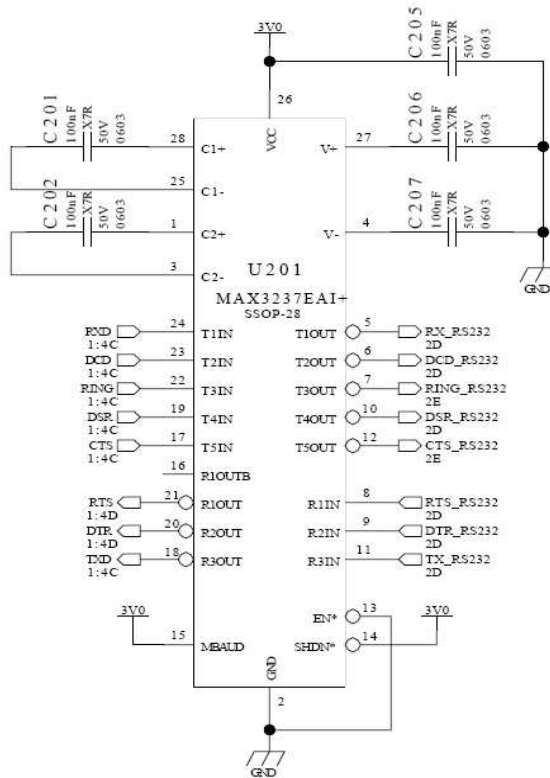 3V0
C205
100nF
X7R
50V
0603
26
VCC
C201
100nF
X7R
50V
0603
28
C1+
V+
27
C206
100nF
X7R
50V
0603
25
C1-
C202
100nF
X7R
50V
0603
1
C2+
V-
4
C207
100nF
X7R
50V
0603
3
C2-
GND
U201
MAX3237EAI+
SSOP-28
RXD
1:4C
24
T1IN
T1OUT
5
RX_RS232
2D
DCD
1:4C
23
T2IN
T2OUT
6
DCD_RS232
2D
RING
1:4C
22
T3IN
T3OUT
7
RING_RS232
2E
DSR
1:4C
19
T4IN
T4OUT
10
DSR_RS232
2D
CTS
1:4C
17
T5IN
T5OUT
12
CTS_RS232
2E
16
R1OUTB
RTS
1:4D
21
R1OUT
R1IN
8
RTS_RS232
2D
DTR
1:4D
20
R2OUT
R2IN
9
DTR_RS232
2D
TXD
1:4C
18
R3OUT
R3IN
11
TX_RS232
2D
3V0
EN*
13
3V0
15
MBAUD
SHDN*
14
GND
2
GND